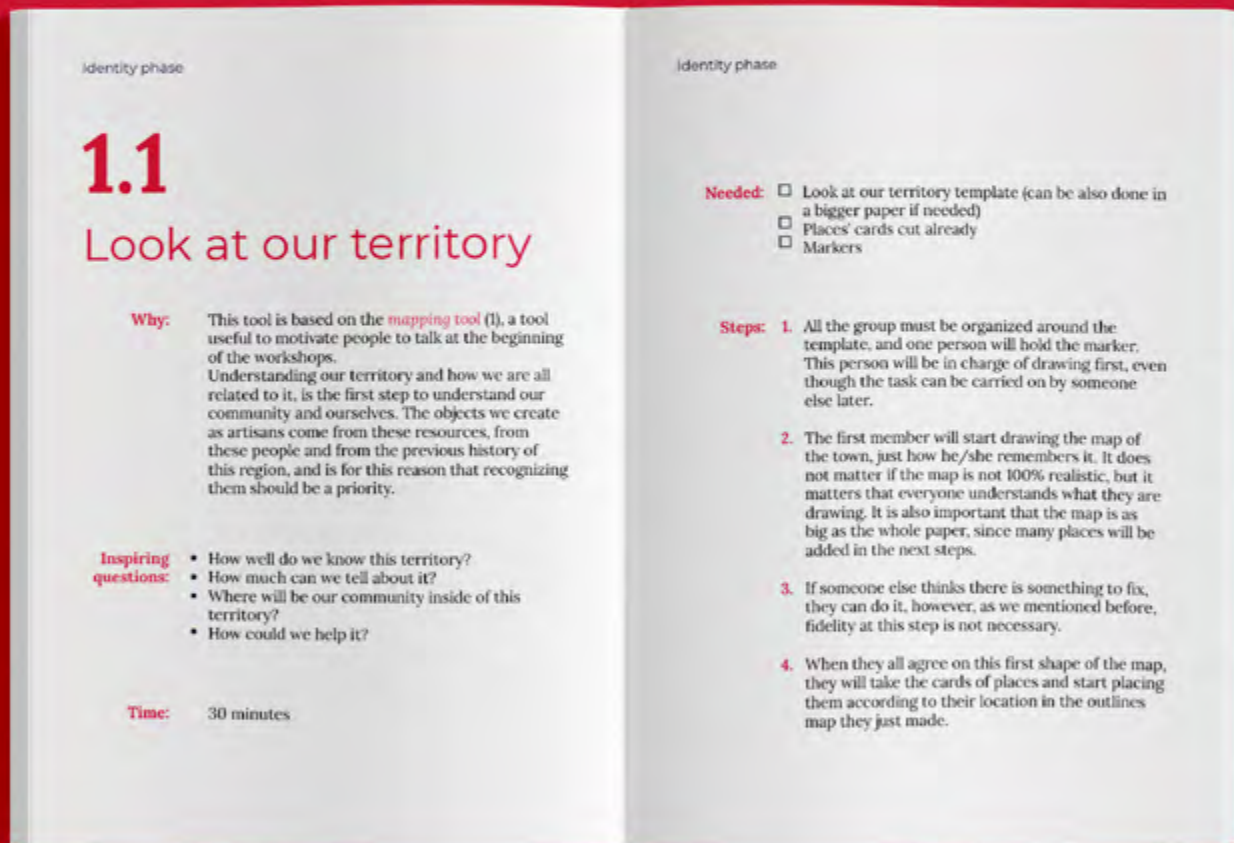 Identity phase
1.1
Look at our territory
Why: This tool is based on the mapping tool (1), a tool
useful to motivate people to talk at the beginning
of the workshops.
Understanding our territory and how we are all
related to it, is the first step to understand our
community and ourselves. The objects we create
as artisans come from these resources, from
these people and from the previous history of
this region, and is for this reason that recognizing
them should be a priority.
Inspiring questions:
• How well do we know this territory?
• How much can we tell about it?
• Where will be our community inside of this
territory?
• How could we help it?
Time: 30 minutes
Identity phase
Needed: ☐ Look at our territory template (can be also done in
a bigger paper if needed)
☐ Places' cards cut already
☐ Markers
Steps: 1. All the group must be organized around the
template, and one person will hold the marker.
This person will be in charge of drawing first, even
though the task can be carried on by someone
else later.
2. The first member will start drawing the map of
the town, just how he/she remembers it. It does
not matter if the map is not 100% realistic, but it
matters that everyone understands what they are
drawing. It is also important that the map is as
big as the whole paper, since many places will be
added in the next steps.
3. If someone else thinks there is something to fix,
they can do it, however, as we mentioned before,
fidelity at this step is not necessary.
4. When they all agree on this first shape of the map,
they will take the cards of places and start placing
them according to their location in the outlines
map they just made.